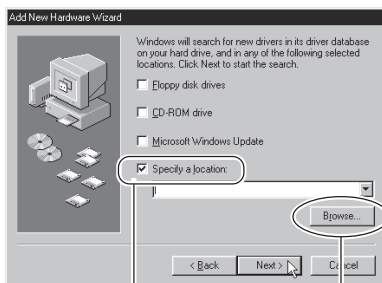 Add New Hardware Wizard
Windows will search for new drivers in its driver database
on your hard drive, and in any of the following selected
locations. Click Next to start the search.
Floppy disk drives
CD-ROM drive
Microsoft Windows Update
Specify a location:
Browse...
< Back
Next >
Cancel